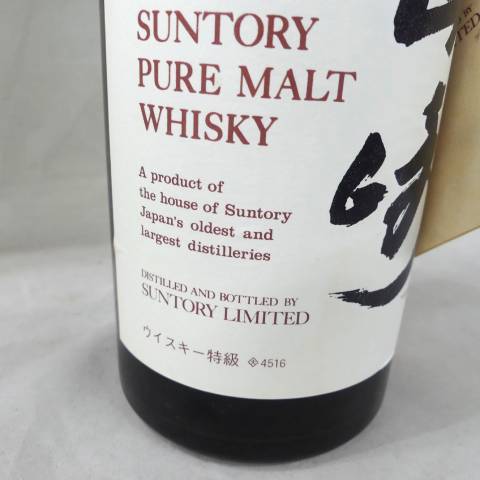 SUNTORY
PURE MALT
WHISKY
A product of
the house of Suntory
Japan's oldest and
largest distilleries
DISTILLED AND BOTTLED BY
SUNTORY LIMITED
ウイスキー特級 4516
崎